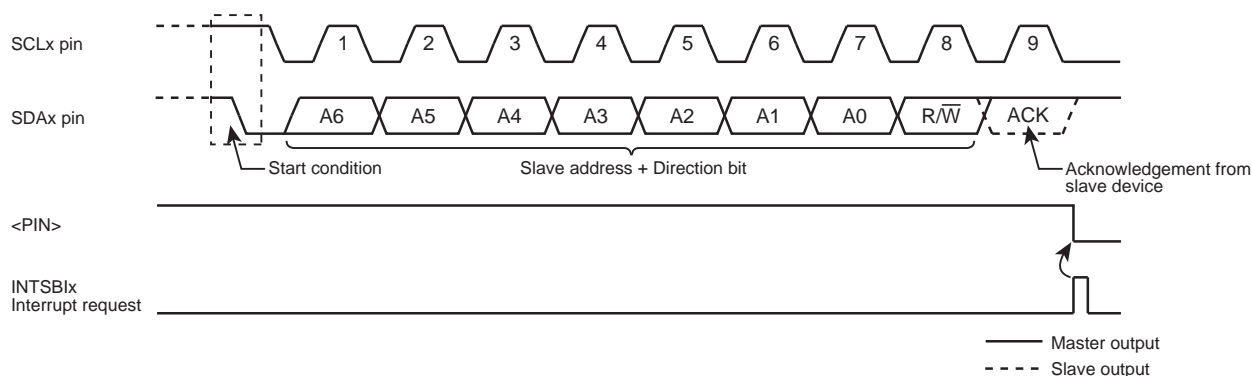 SCLx pin
1 2 3 4 5 6 7 8 9
SDAx pin
A6 A5 A4 A3 A2 A1 A0 R/W̅ ACK
Start condition
Slave address + Direction bit
Acknowledgement from
slave device
<PIN>
INTSBIx
Interrupt request
Master output
Slave output